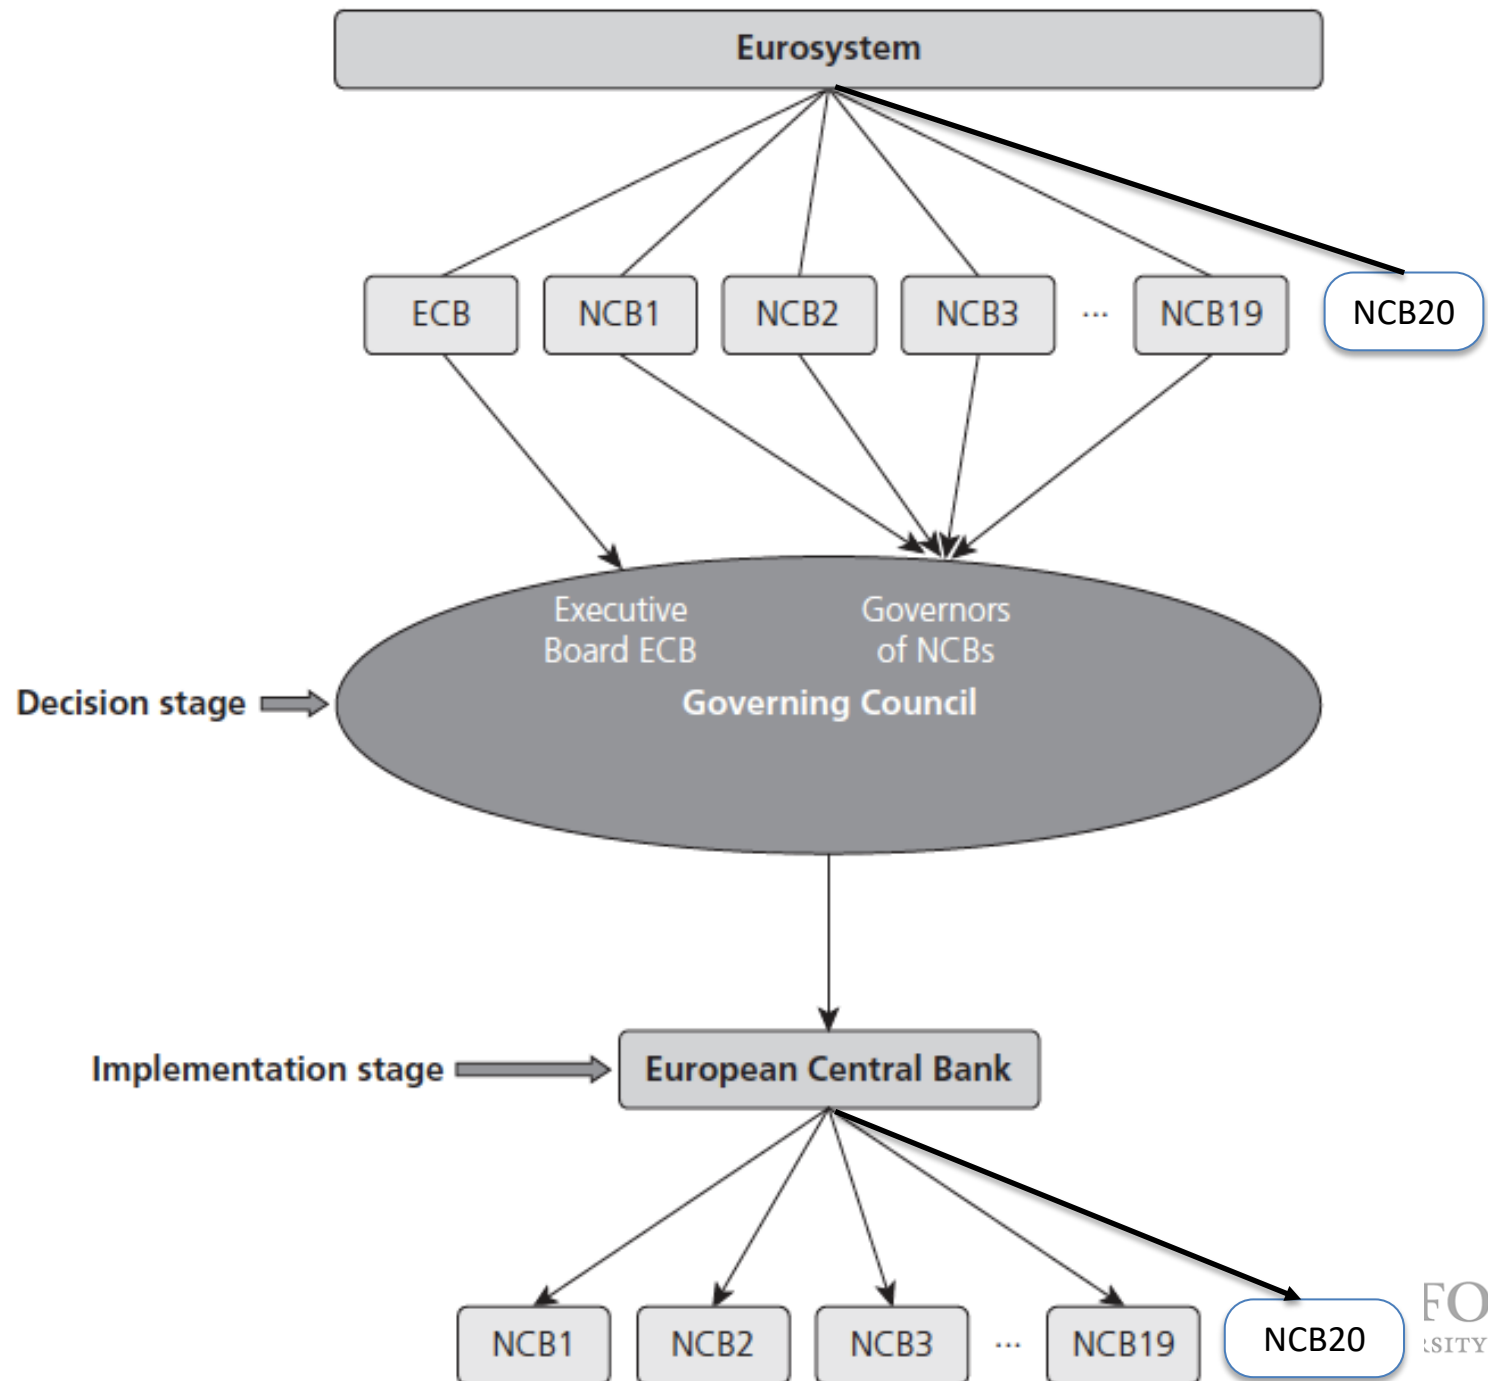 Eurosystem
ECB
NCB1
NCB2
NCB3
...
NCB19
NCB20
Executive
Board ECB
Governors
of NCBs
Governing Council
Decision stage
Implementation stage
European Central Bank
NCB1
NCB2
NCB3
...
NCB19
NCB20